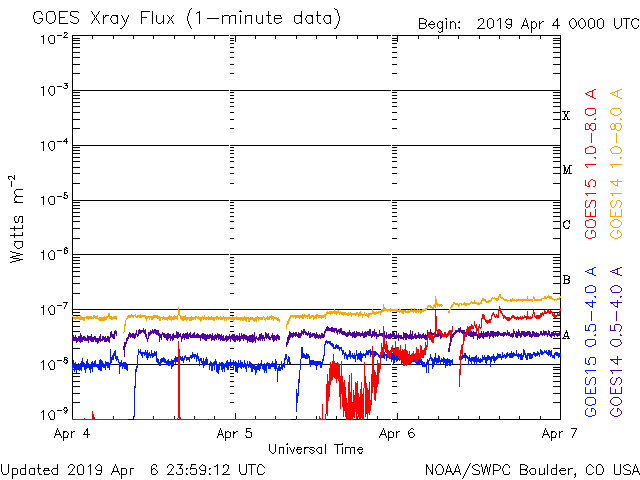 GOES Xray Flux (1-minute data)
Begin: 2019 Apr 4 0000 UTC
10^-2
10^-3
10^-4
10^-5
10^-6
10^-7
10^-8
10^-9
Watts m^-2
X
M
C
B
A
GOES15 1.0-8.0 A
GOES14 1.0-8.0 A
GOES15 0.5-4.0 A
GOES14 0.5-4.0 A
Apr 4 Apr 5 Apr 6 Apr 7
Universal Time
Updated 2019 Apr 6 23:59:12 UTC
NOAA/SWPC Boulder, CO USA